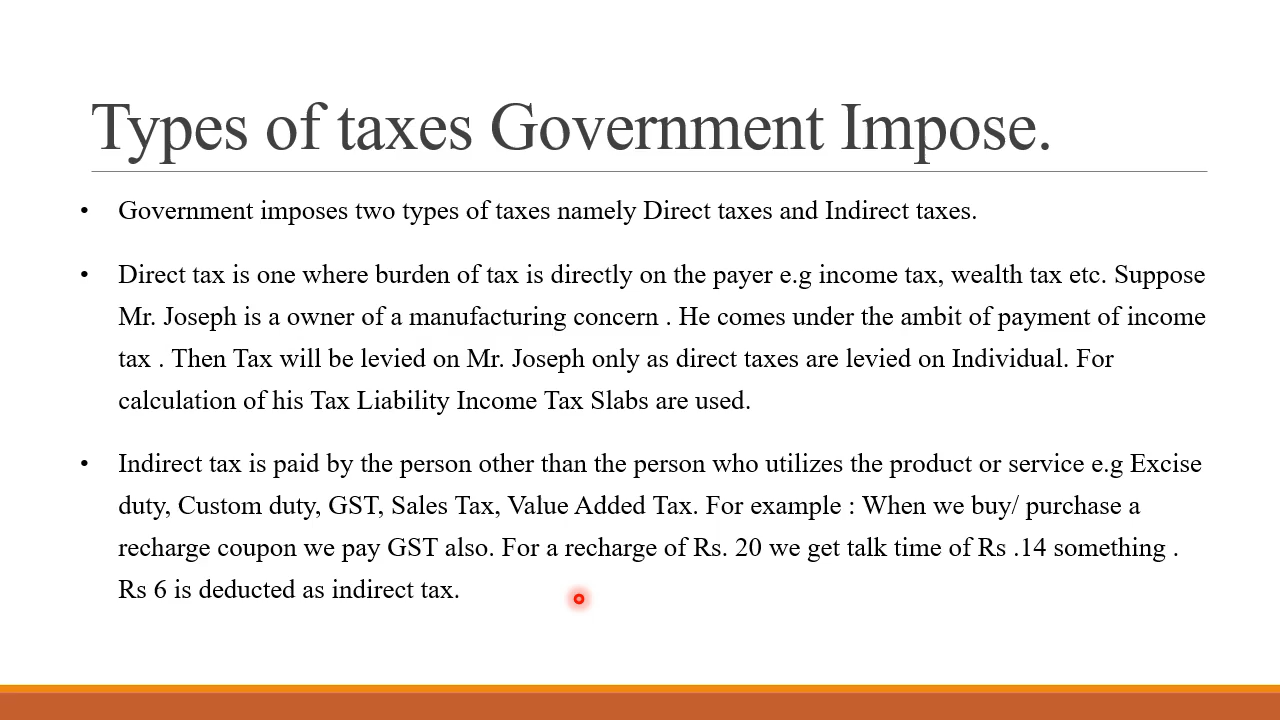 Types of taxes Government Impose.
• Government imposes two types of taxes namely Direct taxes and Indirect taxes.
• Direct tax is one where burden of tax is directly on the payer e.g income tax, wealth tax etc. Suppose
Mr. Joseph is a owner of a manufacturing concern . He comes under the ambit of payment of income
tax . Then Tax will be levied on Mr. Joseph only as direct taxes are levied on Individual. For
calculation of his Tax Liability Income Tax Slabs are used.
• Indirect tax is paid by the person other than the person who utilizes the product or service e.g Excise
duty, Custom duty, GST, Sales Tax, Value Added Tax. For example : When we buy/ purchase a
recharge coupon we pay GST also. For a recharge of Rs. 20 we get talk time of Rs .14 something .
Rs 6 is deducted as indirect tax.